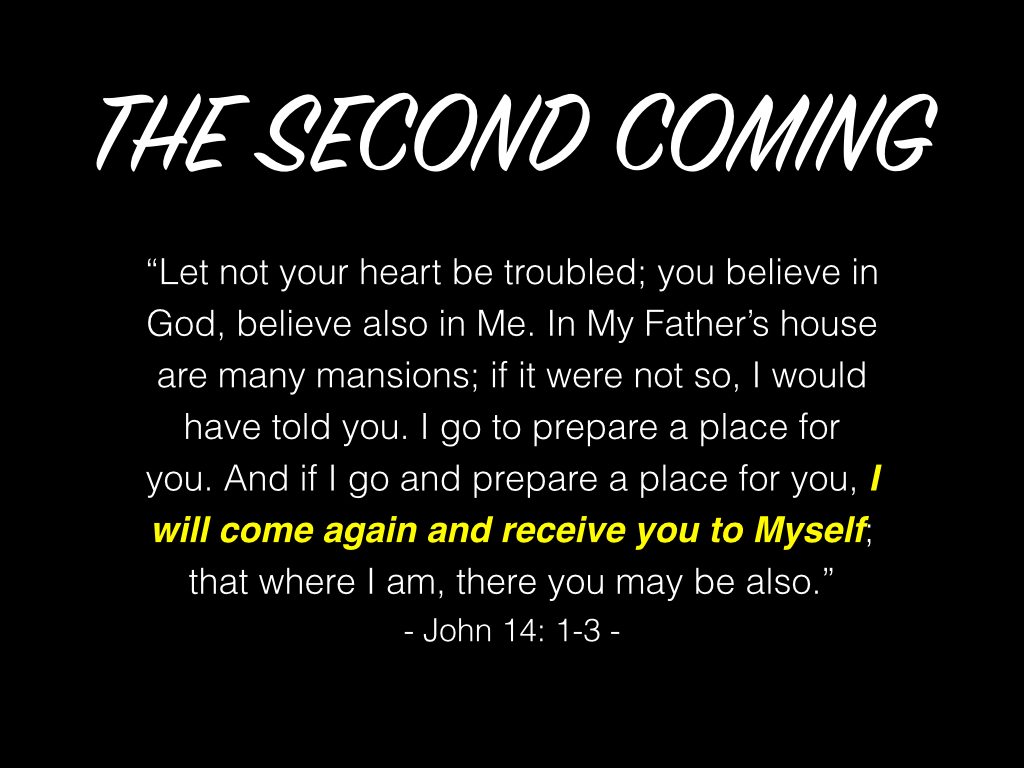 THE SECOND COMING
“Let not your heart be troubled; you believe in
God, believe also in Me. In My Father’s house
are many mansions; if it were not so, I would
have told you. I go to prepare a place for
you. And if I go and prepare a place for you, I
will come again and receive you to Myself;
that where I am, there you may be also.”
- John 14: 1-3 -